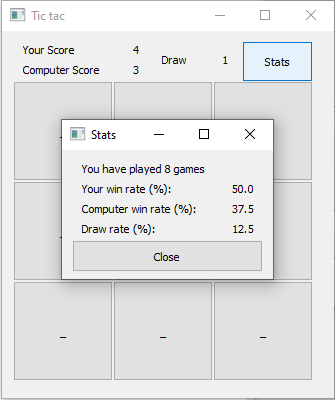 Tic tac
Your Score 4
Computer Score 3
Draw 1
Stats
Stats
You have played 8 games
Your win rate (%): 50.0
Computer win rate (%): 37.5
Draw rate (%): 12.5
Close
_ _ _